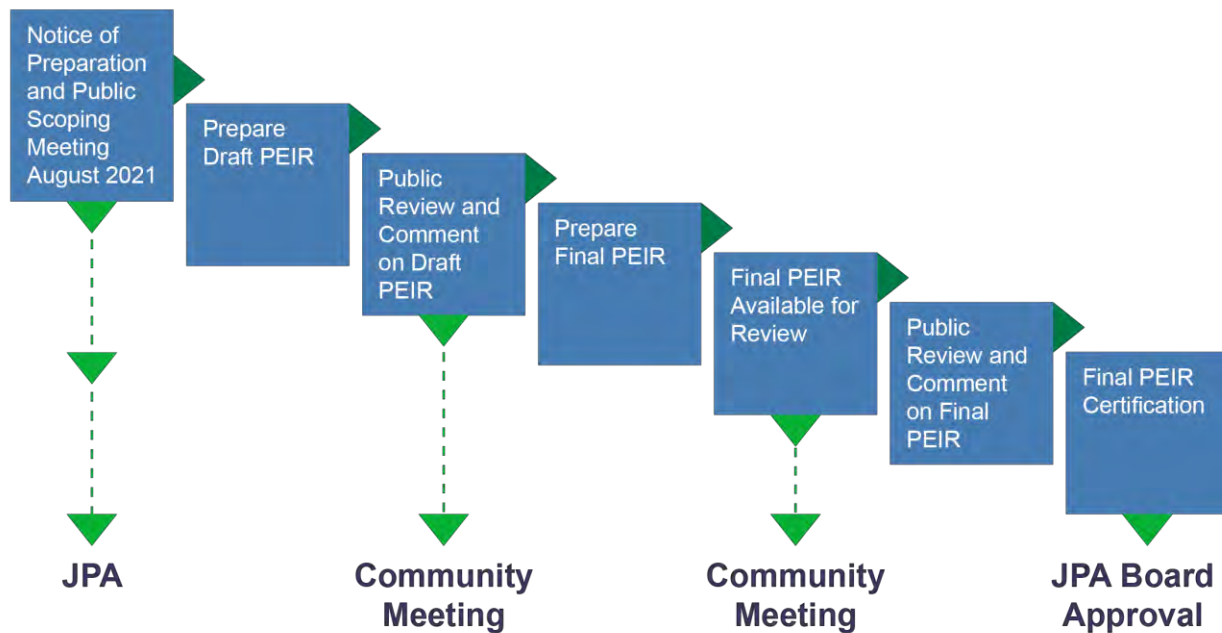 Notice of
Preparation
and Public
Scoping
Meeting
August 2021
Prepare
Draft PEIR
Public
Review and
Comment
on Draft
PEIR
Prepare
Final PEIR
Final PEIR
Available for
Review
Public
Review and
Comment
on Final
PEIR
Final PEIR
Certification
JPA
Community
Meeting
Community
Meeting
JPA Board
Approval